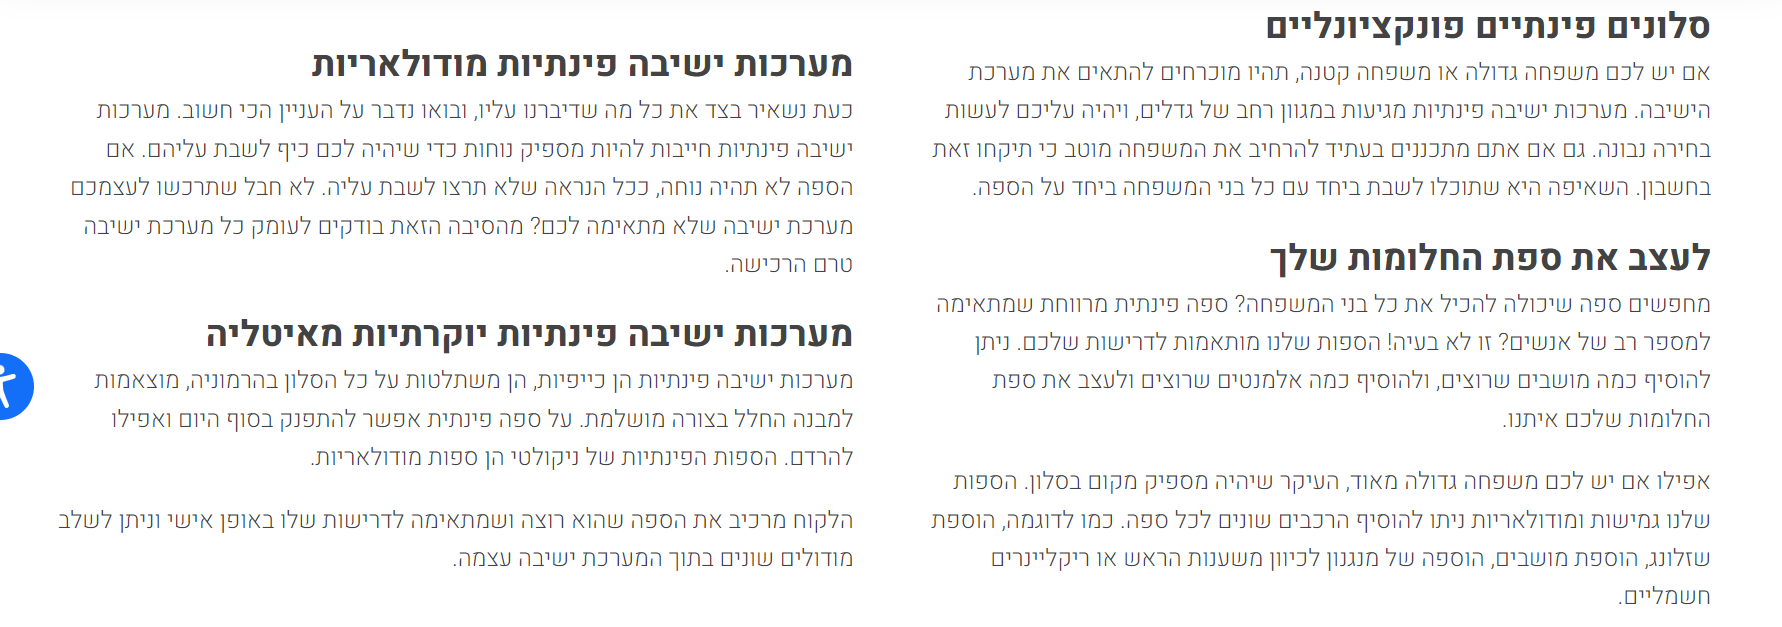 סלונים פינתיים פונקציונליים
אם יש לכם משפחה גדולה או משפחה קטנה, תהיו מוכרחים להתאים את מערכת
הישיבה. מערכות ישיבה פינתיות מגיעות במגוון רחב של גדלים, ויהיה עליכם לעשות
בחירה נבונה. גם אם אתם מתכננים בעתיד להרחיב את המשפחה מוטב כי תיקחו זאת
בחשבון. השאיפה היא שתוכלו לשבת ביחד עם כל בני המשפחה ביחד על הספה.
לעצב את ספת החלומות שלך
מחפשים ספה שיכולה להכיל את כל בני המשפחה? ספה פינתית מרווחת שמתאימה
למספר רב של אנשים? זו לא בעיה! הספות שלנו מותאמות לדרישות שלכם. ניתן
להוסיף כמה מושבים שרוצים, ולהוסיף כמה אלמנטים שרוצים ולעצב את ספת
החלומות שלכם איתנו.
אפילו אם יש לכם משפחה גדולה מאוד, העיקר שיהיה מספיק מקום בסלון. הספות
שלנו גמישות ומודולאריות ניתו להוסיף הרכבים שונים לכל ספה. כמו לדוגמה, הוספת
שזלונג, הוספת מושבים, הוספה של מנגנון לכיוון משענות הראש או ריקליינרים
חשמליים.
מערכות ישיבה פינתיות מודולאריות
כעת נשאיר בצד את כל מה שדיברנו עליו, ובואו נדבר על העניין הכי חשוב. מערכות
ישיבה פינתיות חייבות להיות מספיק נוחות כדי שיהיה לכם כיף לשבת עליהם. אם
הספה לא תהיה נוחה, ככל הנראה שלא תרצו לשבת עליה. לא חבל שתרכשו לעצמכם
מערכת ישיבה שלא מתאימה לכם? מהסיבה הזאת בודקים לעומק כל מערכת ישיבה
טרם הרכישה.
מערכות ישיבה פינתיות יוקרתיות מאיטליה
מערכות ישיבה פינתיות הן כייפיות, הן משתלטות על כל הסלון בהרמוניה, מוצאמות
למבנה החלל בצורה מושלמת. על ספה פינתית אפשר להתפנק בסוף היום ואפילו
להרדם. הספות הפינתיות של ניקולטי הן ספות מודולאריות.
הלקוח מרכיב את הספה שהוא רוצה ושמתאימה לדרישות שלו באופן אישי וניתן לשלב
מודולים שונים בתוך המערכת ישיבה עצמה.